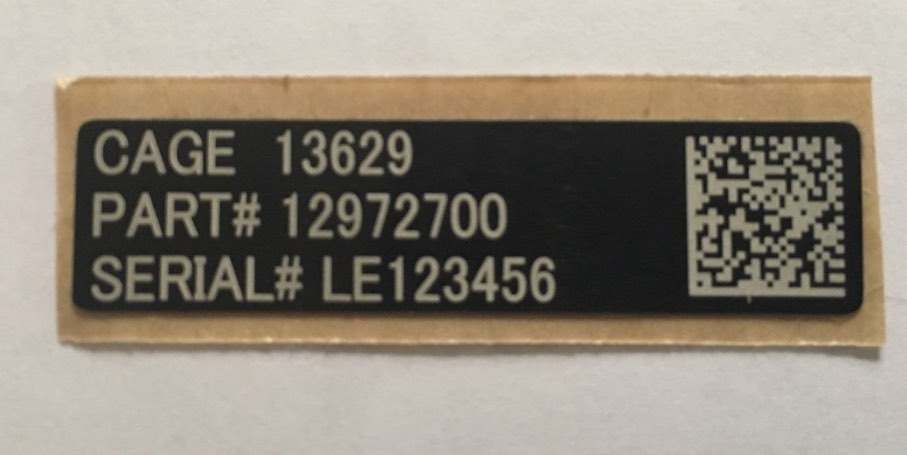 CAGE 13629
PART# 12972700
SERIAL# LE123456